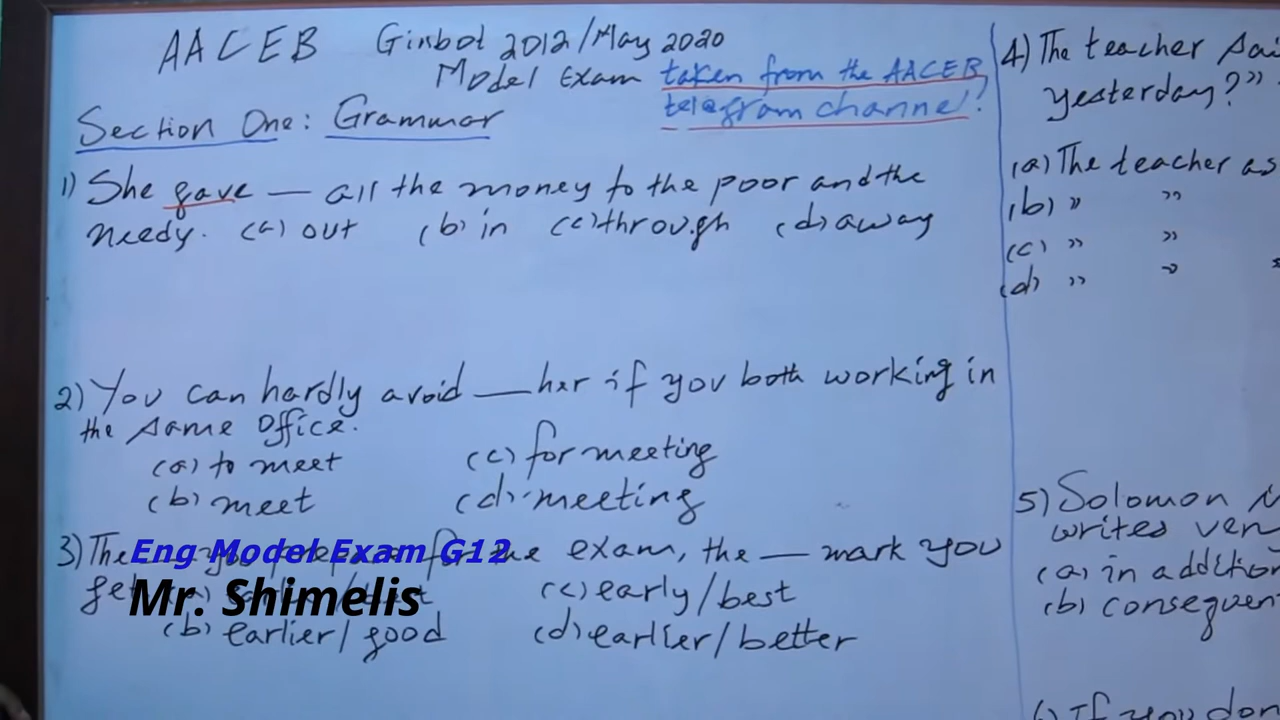 AACEB Ginbot 2012/May 2020
Model Exam taken from the AACEB
telegram channel!
Section One: Grammar
1) She gave — all the money to the poor and the
needy. (a) out (b) in (c) through (d) away
2) You can hardly avoid — her if you both working in
the same office.
(a) to meet (c) for meeting
(b) meet (d) meeting
3) The exam, the — mark you
(c) early/best
(b) earlier/good (d) earlier/better
Eng Model Exam G12
Mr. Shimelis
4) The teacher
yesterday?"
(a) The teacher
(b) " "
(c) " "
(d) " "
5) Solomon
writes
(a) in
(b)
If you